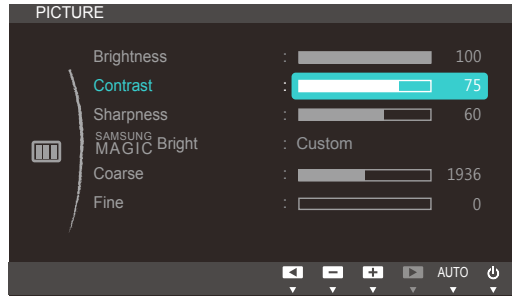 PICTURE
Brightness : 100
Contrast : 75
Sharpness : 60
SAMSUNG
MAGIC Bright : Custom
Coarse : 1936
Fine : 0
AUTO